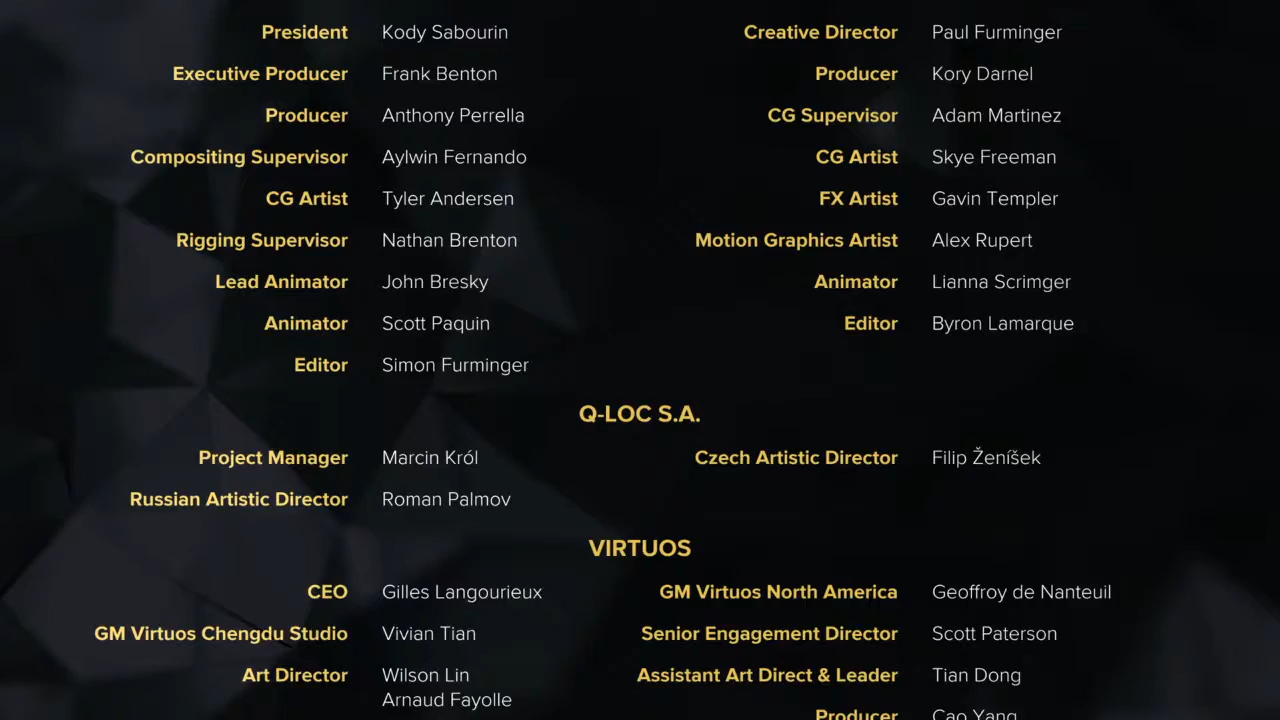 President Kody Sabourin Creative Director Paul Furminger
Executive Producer Frank Benton Producer Kory Darnel
Producer Anthony Perrella CG Supervisor Adam Martinez
Compositing Supervisor Aylwin Fernando CG Artist Skye Freeman
CG Artist Tyler Andersen FX Artist Gavin Templer
Rigging Supervisor Nathan Brenton Motion Graphics Artist Alex Rupert
Lead Animator John Bresky Animator Lianna Scrimger
Animator Scott Paquin Editor Byron Lamarque
Editor Simon Furminger
Q-LOC S.A.
Project Manager Marcin Król Czech Artistic Director Filip Ženíšek
Russian Artistic Director Roman Palmov
VIRTUOS
CEO Gilles Langourieux GM Virtuos North America Geoffroy de Nanteuil
GM Virtuos Chengdu Studio Vivian Tian Senior Engagement Director Scott Paterson
Art Director Wilson Lin Assistant Art Direct & Leader Tian Dong
Arnaud Fayolle
Producer Cao Yang